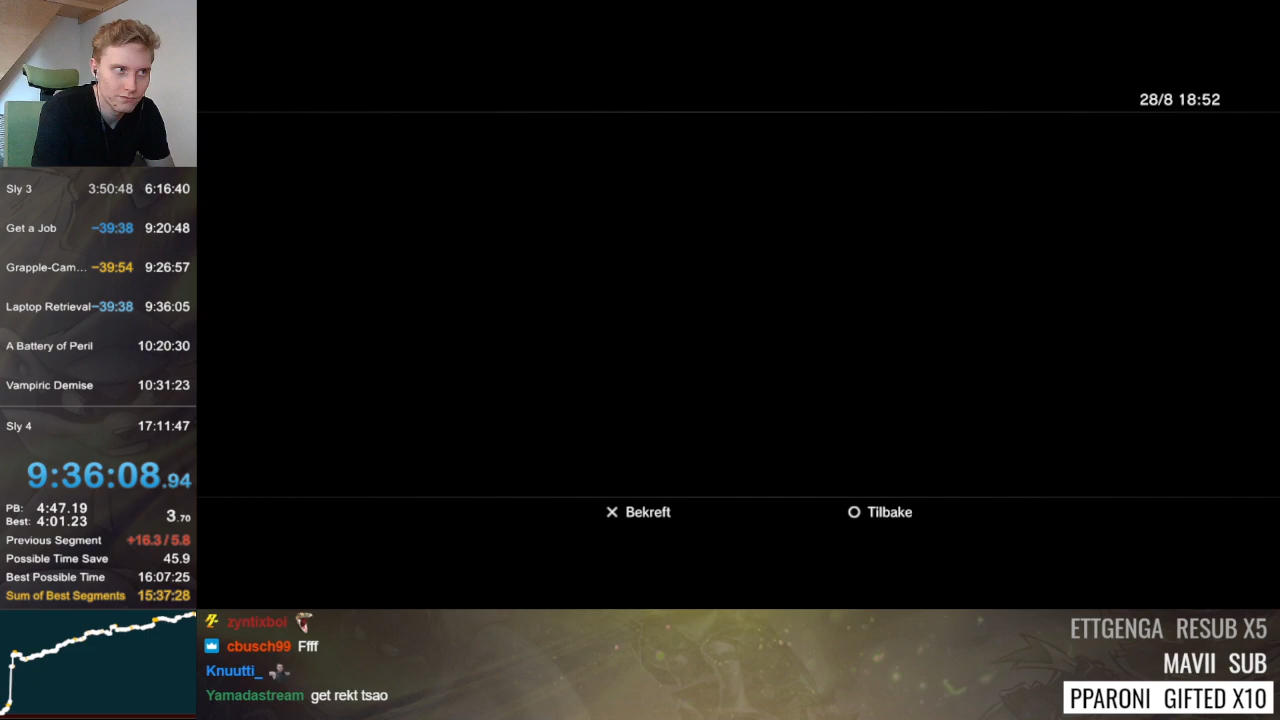 28/8 18:52
Sly 3 3:50:48 6:16:40
Get a Job −39:38 9:20:48
Grapple-Cam... −39:54 9:26:57
Laptop Retrieval −39:38 9:36:05
A Battery of Peril 10:20:30
Vampiric Demise 10:31:23
Sly 4 17:11:47
9:36:08.94
PB: 4:47.19
Best: 4:01.23
3.70
Previous Segment +16.3 / 5.8
Possible Time Save 45.9
Best Possible Time 16:07:25
Sum of Best Segments 15:37:28
Bekreft
Tilbake
zyntixboi
cbusch99 Ffff
Knuutti_
Yamadastream get rekt tsao
ETTGENGA RESUB X5
MAVII SUB
PPARONI GIFTED X10